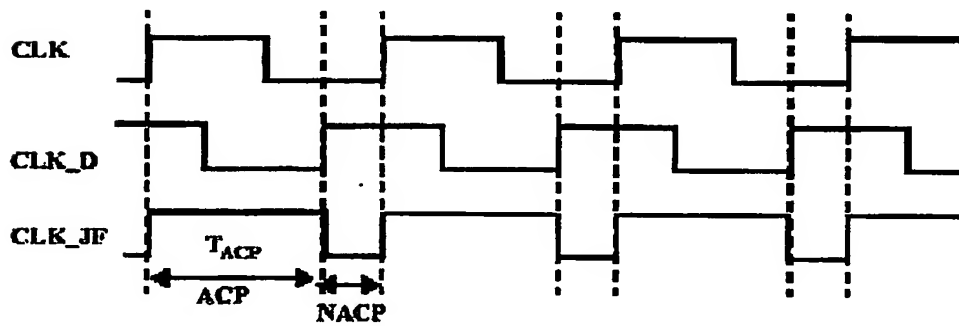 CLK
CLK_D
CLK_JF
T_ACP
ACP
NACP